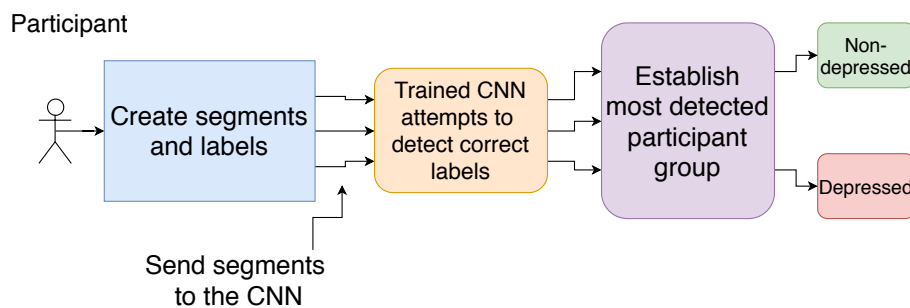 Participant
Create segments
and labels
Send segments
to the CNN
Trained CNN
attempts to
detect correct
labels
Establish
most detected
participant
group
Non-
depressed
Depressed